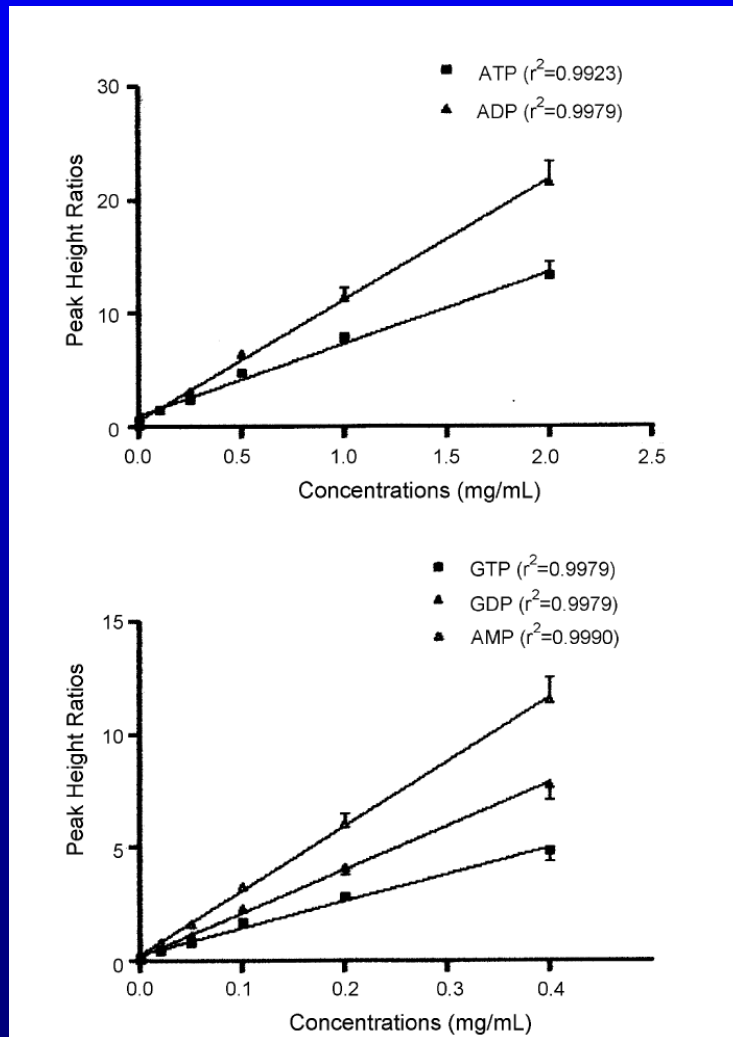 30
ATP (r²=0.9923)
ADP (r²=0.9979)
20
Peak Height Ratios
10
0
0.0 0.5 1.0 1.5 2.0 2.5
Concentrations (mg/mL)
GTP (r²=0.9979)
GDP (r²=0.9979)
AMP (r²=0.9990)
15
10
Peak Height Ratios
5
0
0.0 0.1 0.2 0.3 0.4
Concentrations (mg/mL)